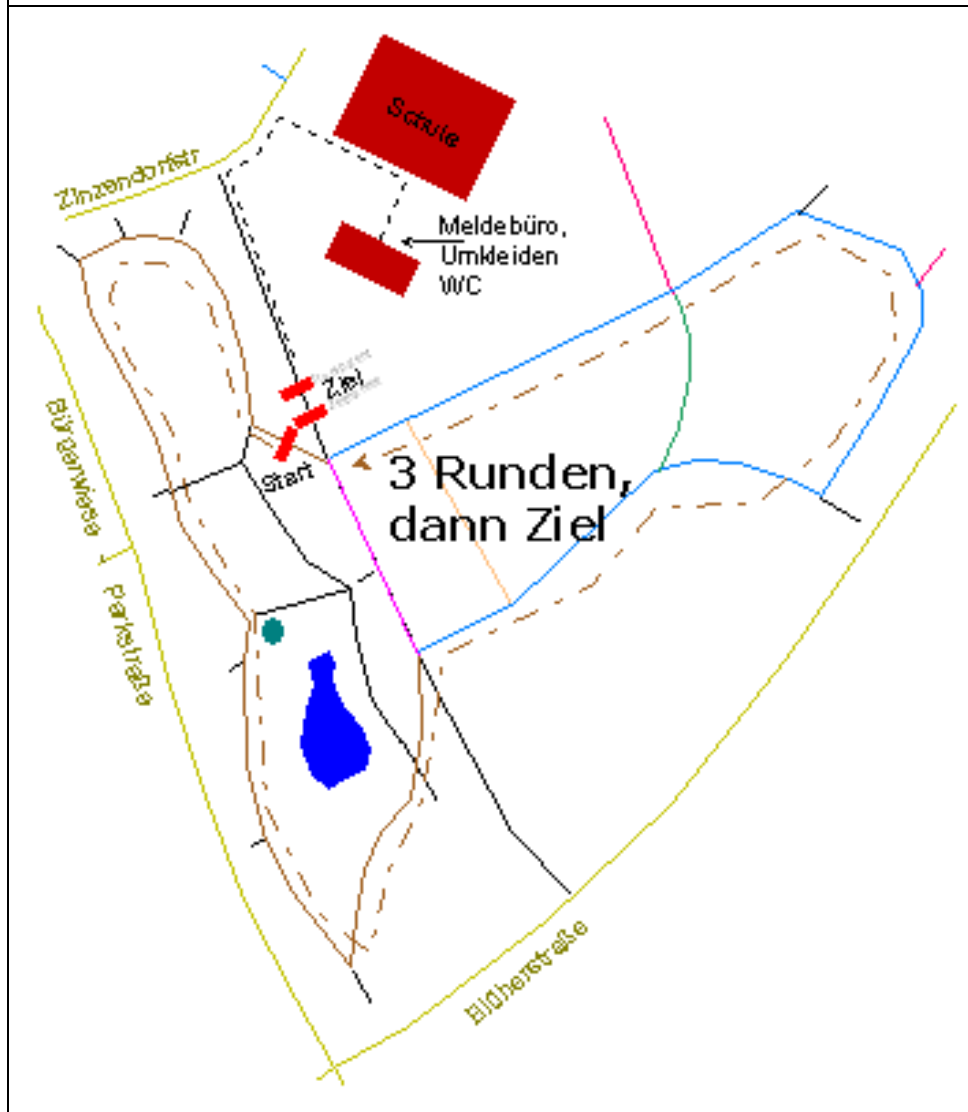 Schule
Zinzendorfstr
Meldebüro,
Umkleiden
WC
Ziel
Start
3 Runden,
dann Ziel
Bürgerwiese
Parkstraße
Blüherstraße